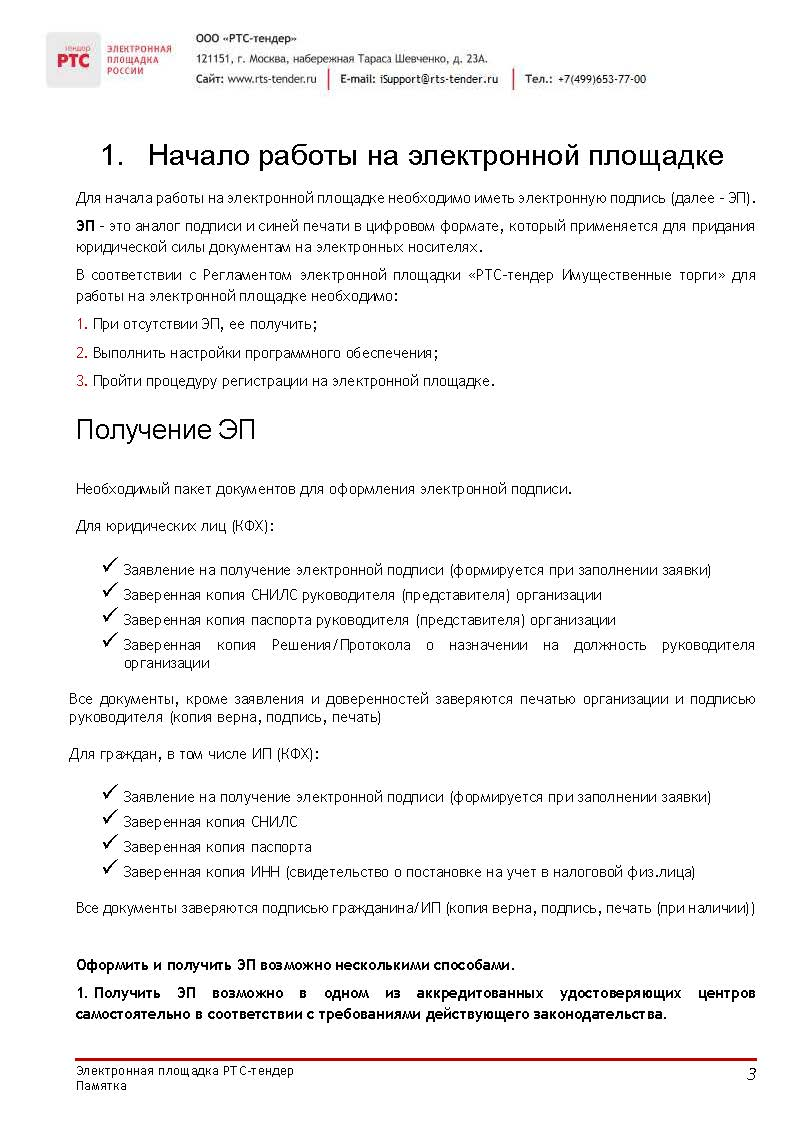 тендер
РТС
ЭЛЕКТРОННАЯ
ПЛОЩАДКА
РОССИИ
ООО «РТС-тендер»
121151, г. Москва, набережная Тараса Шевченко, д. 23А.
Сайт: www.rts-tender.ru | E-mail: iSupport@rts-tender.ru | Тел.: +7(499)653-77-00
1. Начало работы на электронной площадке
Для начала работы на электронной площадке необходимо иметь электронную подпись (далее - ЭП).
ЭП - это аналог подписи и синей печати в цифровом формате, который применяется для придания
юридической силы документам на электронных носителях.
В соответствии с Регламентом электронной площадки «РТС-тендер Имущественные торги» для
работы на электронной площадке необходимо:
1. При отсутствии ЭП, ее получить;
2. Выполнить настройки программного обеспечения;
3. Пройти процедуру регистрации на электронной площадке.
Получение ЭП
Необходимый пакет документов для оформления электронной подписи.
Для юридических лиц (КФХ):
✓ Заявление на получение электронной подписи (формируется при заполнении заявки)
✓ Заверенная копия СНИЛС руководителя (представителя) организации
✓ Заверенная копия паспорта руководителя (представителя) организации
✓ Заверенная копия Решения/Протокола о назначении на должность руководителя
организации
Все документы, кроме заявления и доверенностей заверяются печатью организации и подписью
руководителя (копия верна, подпись, печать)
Для граждан, в том числе ИП (КФХ):
✓ Заявление на получение электронной подписи (формируется при заполнении заявки)
✓ Заверенная копия СНИЛС
✓ Заверенная копия паспорта
✓ Заверенная копия ИНН (свидетельство о постановке на учет в налоговой физ.лица)
Все документы заверяются подписью гражданина/ИП (копия верна, подпись, печать (при наличии))
Оформить и получить ЭП возможно несколькими способами.
1. Получить ЭП возможно в одном из аккредитованных удостоверяющих центров
самостоятельно в соответствии с требованиями действующего законодательства.
Электронная площадка РТС-тендер
Памятка
3